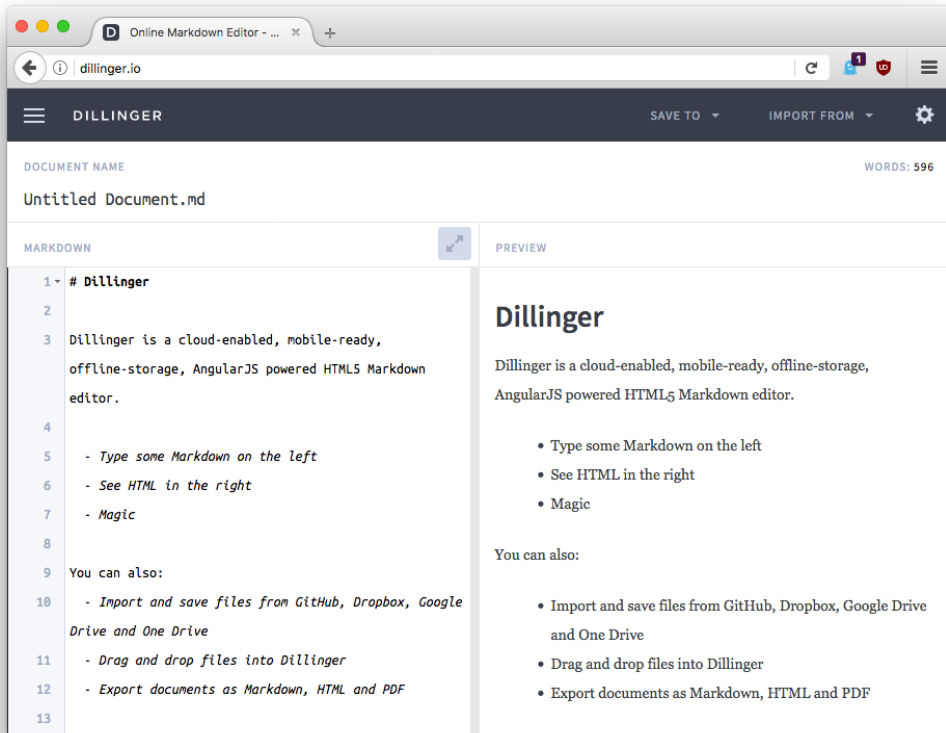 D Online Markdown Editor - ...
dillinger.io
1
DILLINGER
SAVE TO
IMPORT FROM
DOCUMENT NAME
WORDS: 596
Untitled Document.md
MARKDOWN
PREVIEW
1 # Dillinger
2
3 Dillinger is a cloud-enabled, mobile-ready,
offline-storage, AngularJS powered HTML5 Markdown
editor.
4
5 - Type some Markdown on the left
6 - See HTML in the right
7 - Magic
8
9 You can also:
10 - Import and save files from GitHub, Dropbox, Google
Drive and One Drive
11 - Drag and drop files into Dillinger
12 - Export documents as Markdown, HTML and PDF
13
Dillinger
Dillinger is a cloud-enabled, mobile-ready, offline-storage,
AngularJS powered HTML5 Markdown editor.
• Type some Markdown on the left
• See HTML in the right
• Magic
You can also:
• Import and save files from GitHub, Dropbox, Google Drive
and One Drive
• Drag and drop files into Dillinger
• Export documents as Markdown, HTML and PDF